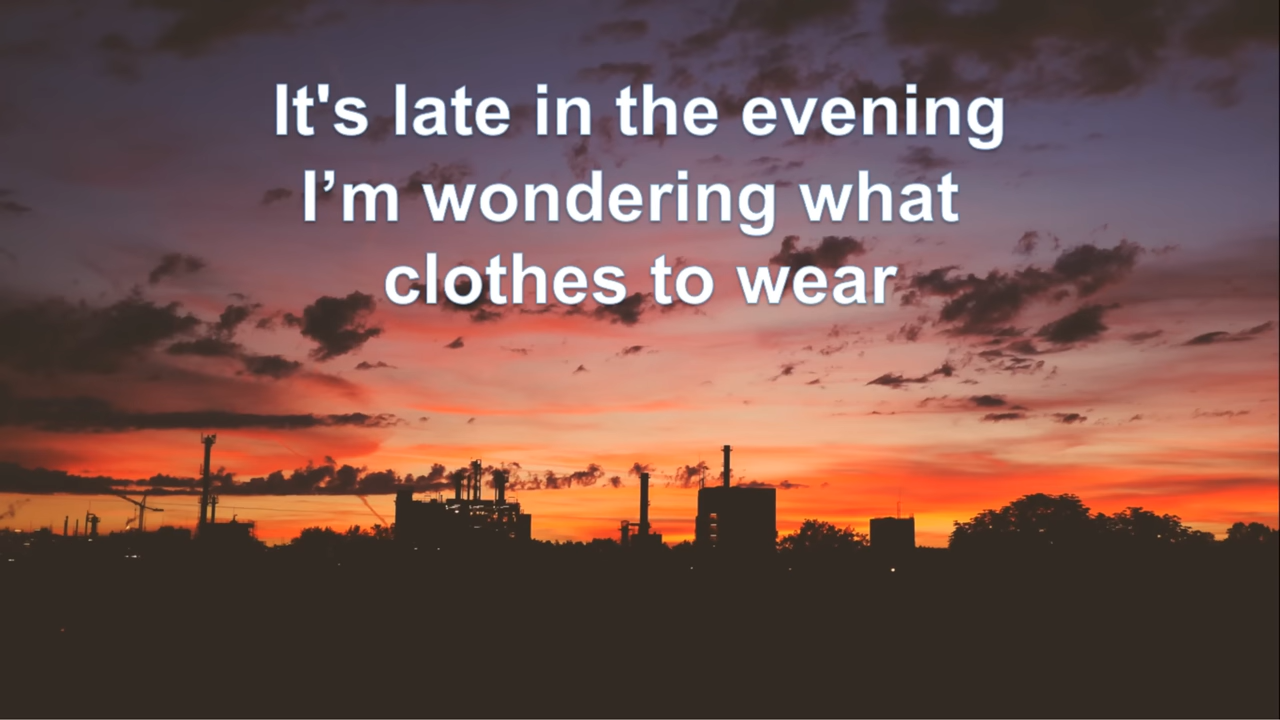 It's late in the evening
I’m wondering what
clothes to wear